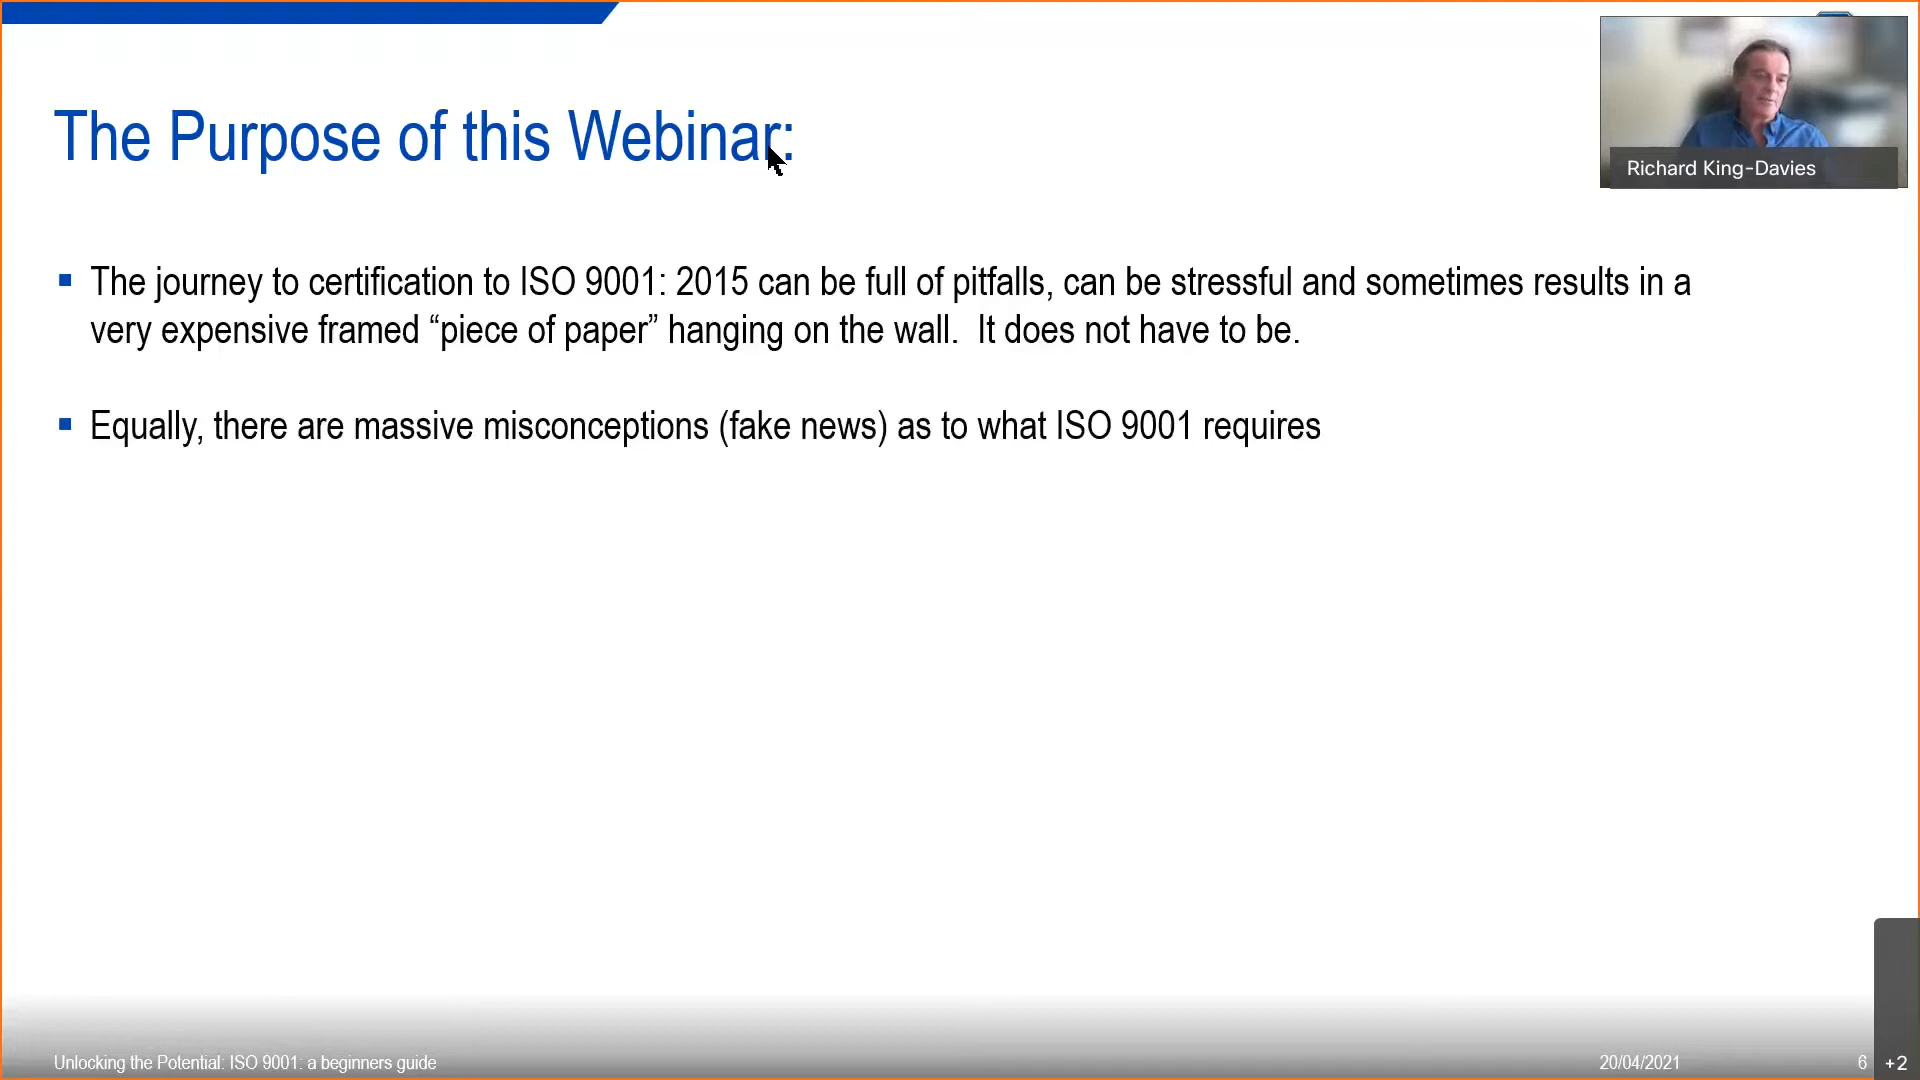 The Purpose of this Webinar:
Richard King-Davies
▪ The journey to certification to ISO 9001: 2015 can be full of pitfalls, can be stressful and sometimes results in a
very expensive framed “piece of paper” hanging on the wall.  It does not have to be.
▪ Equally, there are massive misconceptions (fake news) as to what ISO 9001 requires
Unlocking the Potential: ISO 9001: a beginners guide
20/04/2021
6
+2